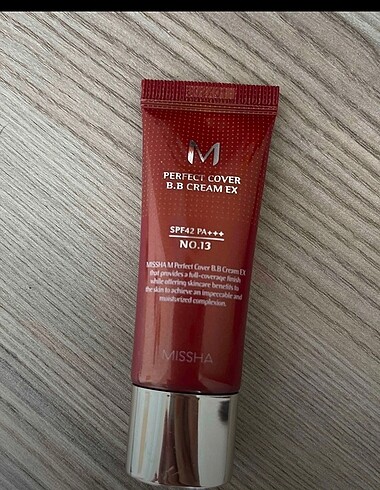 M
PERFECT COVER
B.B CREAM EX
SPF42 PA+++
NO.13
MISSHA M Perfect Cover B.B Cream EX
that provides a full-coverage finish
while offering skincare benefits to
the skin to achieve an impeccable and
moisturized complexion.
MISSHA